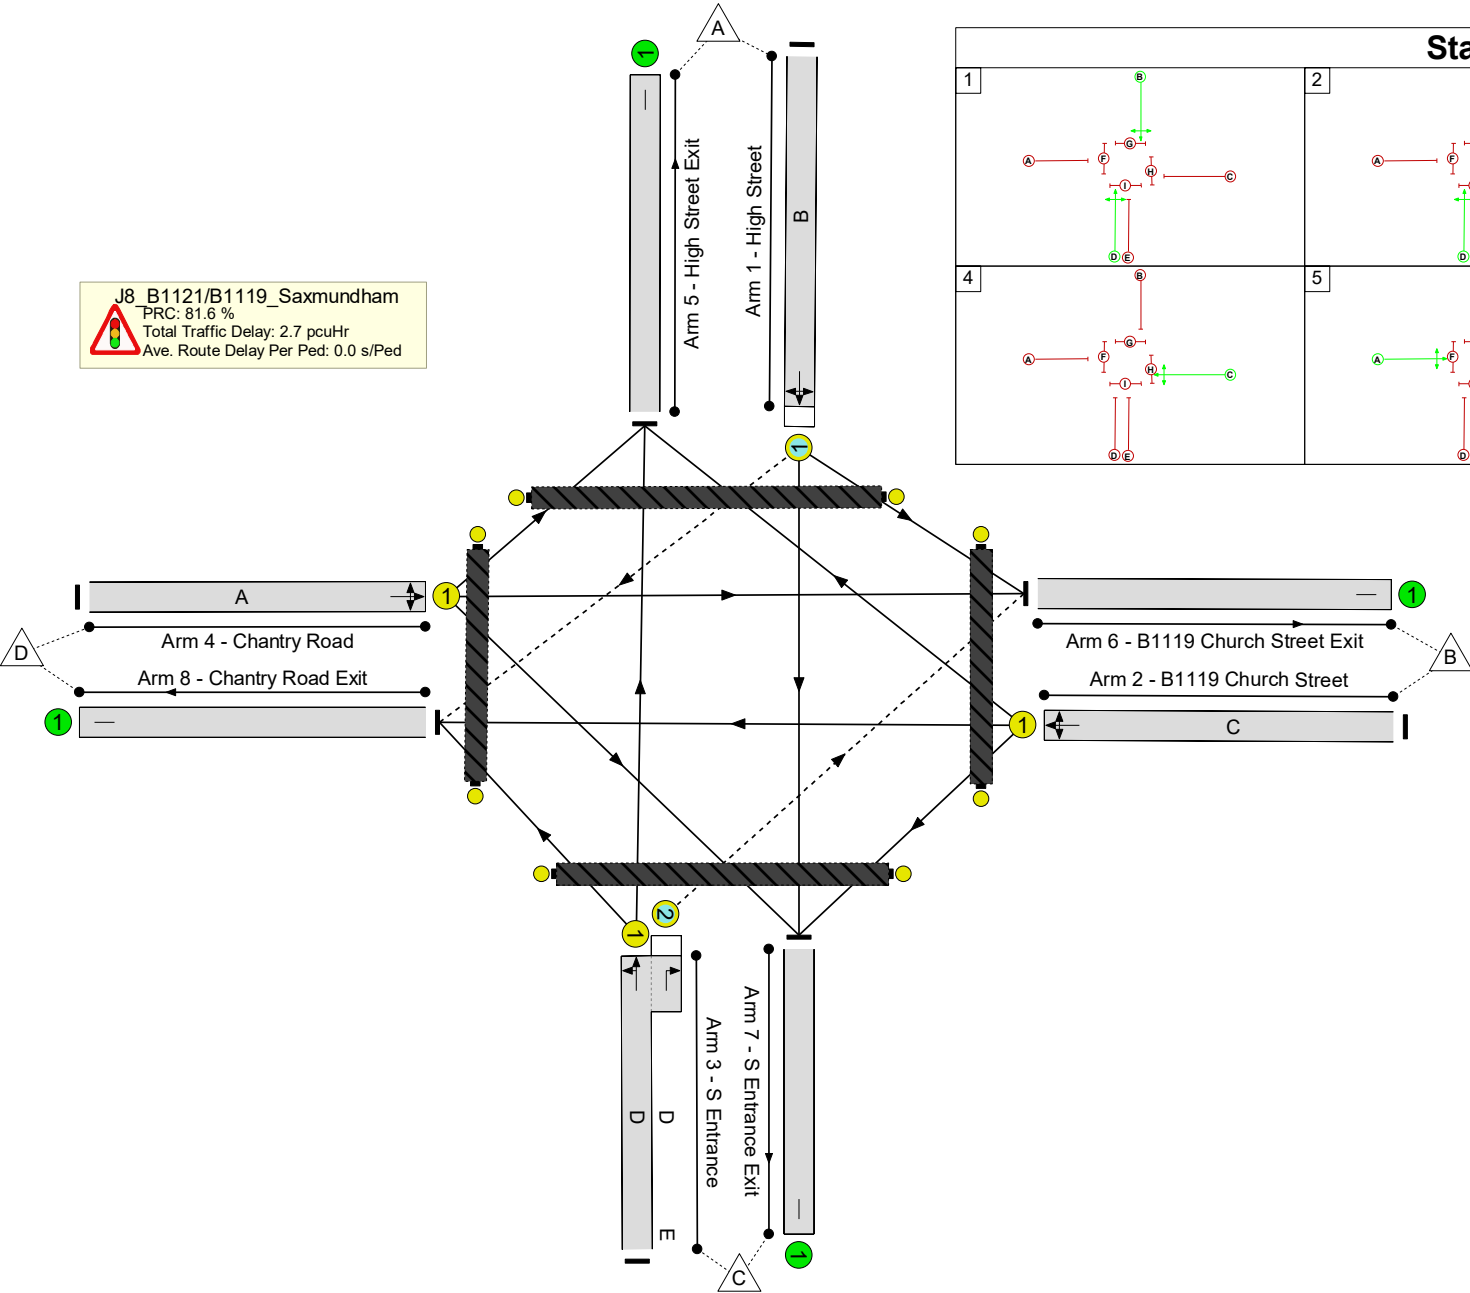 A
1
Arm 5 - High Street Exit
Arm 1 - High Street
B
1
Sta
1
B
G
A
F
H
C
I
D
E
2
A
F
D
4
B
G
A
F
H
C
I
D
E
5
A
F
D
J8_B1121/B1119_Saxmundham
PRC: 81.6 %
Total Traffic Delay: 2.7 pcuHr
Ave. Route Delay Per Ped: 0.0 s/Ped
A
1
Arm 4 - Chantry Road
D
Arm 8 - Chantry Road Exit
1
1
Arm 6 - B1119 Church Street Exit
B
Arm 2 - B1119 Church Street
1
C
1
2
D
D
E
Arm 3 - S Entrance
Arm 7 - S Entrance Exit
1
C